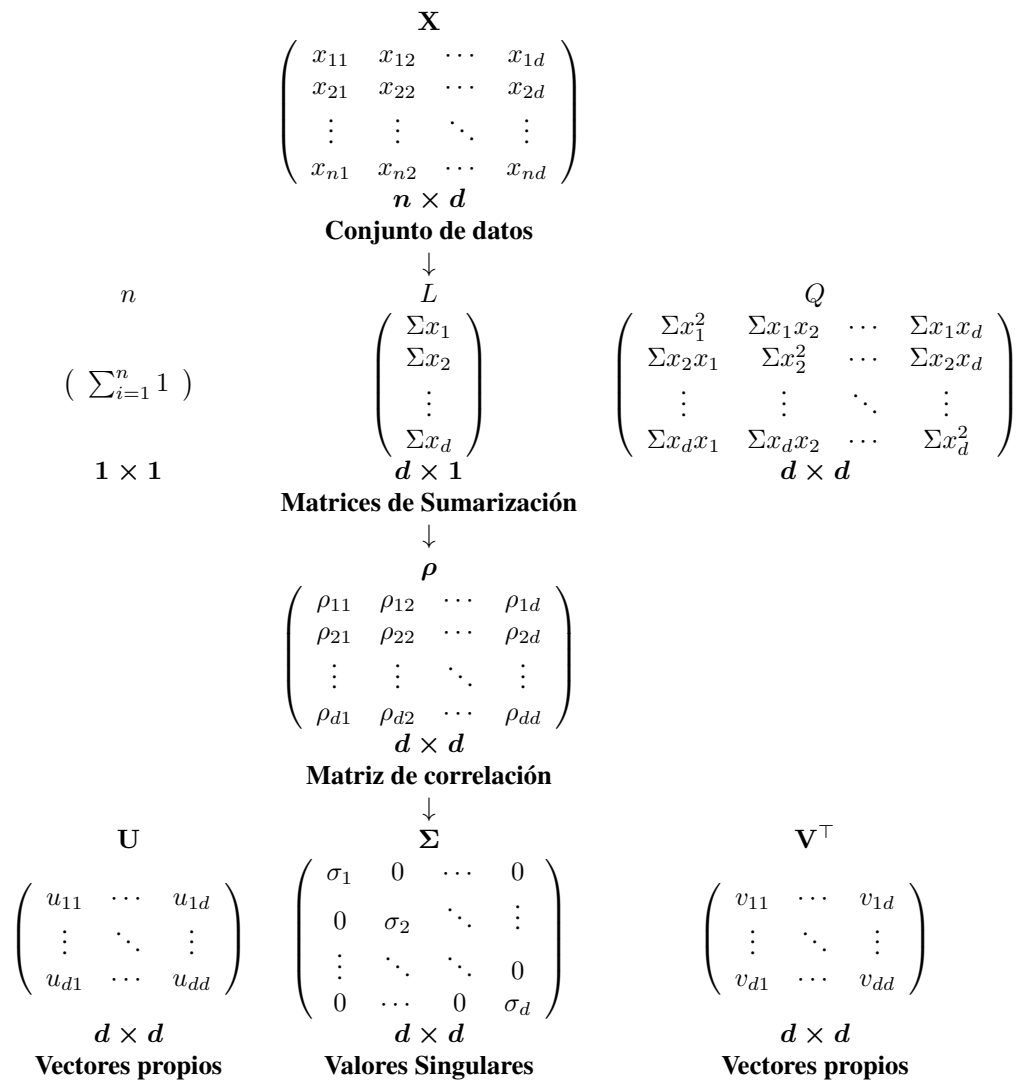 X
x11 x12 ⋯ x1d
x21 x22 ⋯ x2d
⋮ ⋮ ⋱ ⋮
xn1 xn2 ⋯ xnd
n × d
Conjunto de datos
↓
n L Q
( ∑ⁿᵢ₌₁ 1 )
Σx1
Σx2
⋮
Σxd
Σx1² Σx1x2 ⋯ Σx1xd
Σx2x1 Σx2² ⋯ Σx2xd
⋮ ⋮ ⋱ ⋮
Σxdx1 Σxdx2 ⋯ Σxd²
1 × 1 d × 1 d × d
Matrices de Sumarización
↓
ρ
ρ11 ρ12 ⋯ ρ1d
ρ21 ρ22 ⋯ ρ2d
⋮ ⋮ ⋱ ⋮
ρd1 ρd2 ⋯ ρdd
d × d
Matriz de correlación
↓
U Σ V⊤
u11 ⋯ u1d
⋮ ⋱ ⋮
ud1 ⋯ udd
σ1 0 ⋯ 0
0 σ2 ⋱ ⋮
⋮ ⋱ ⋱ 0
0 ⋯ 0 σd
v11 ⋯ v1d
⋮ ⋱ ⋮
vd1 ⋯ vdd
d × d d × d d × d
Vectores propios Valores Singulares Vectores propios